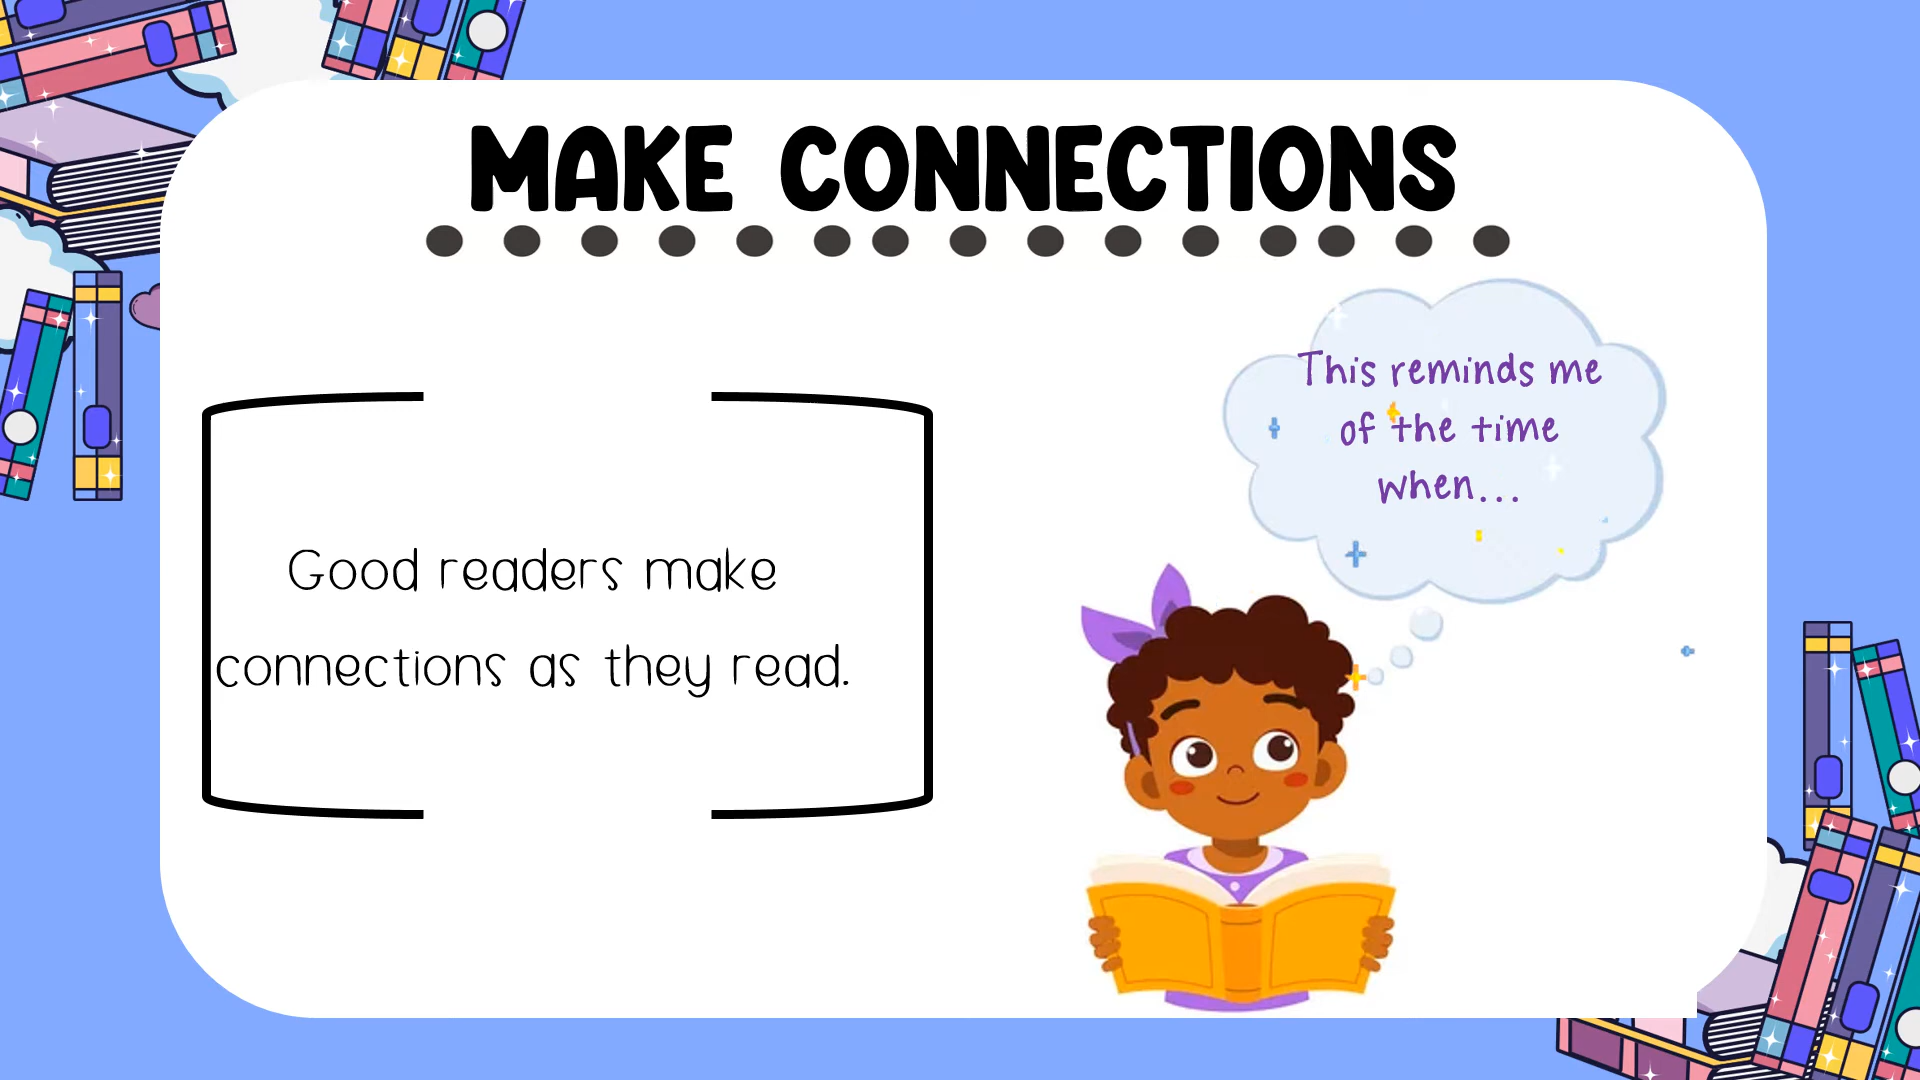 MAKE CONNECTIONS
This reminds me
of the time
when...
Good readers make
connections as they read.